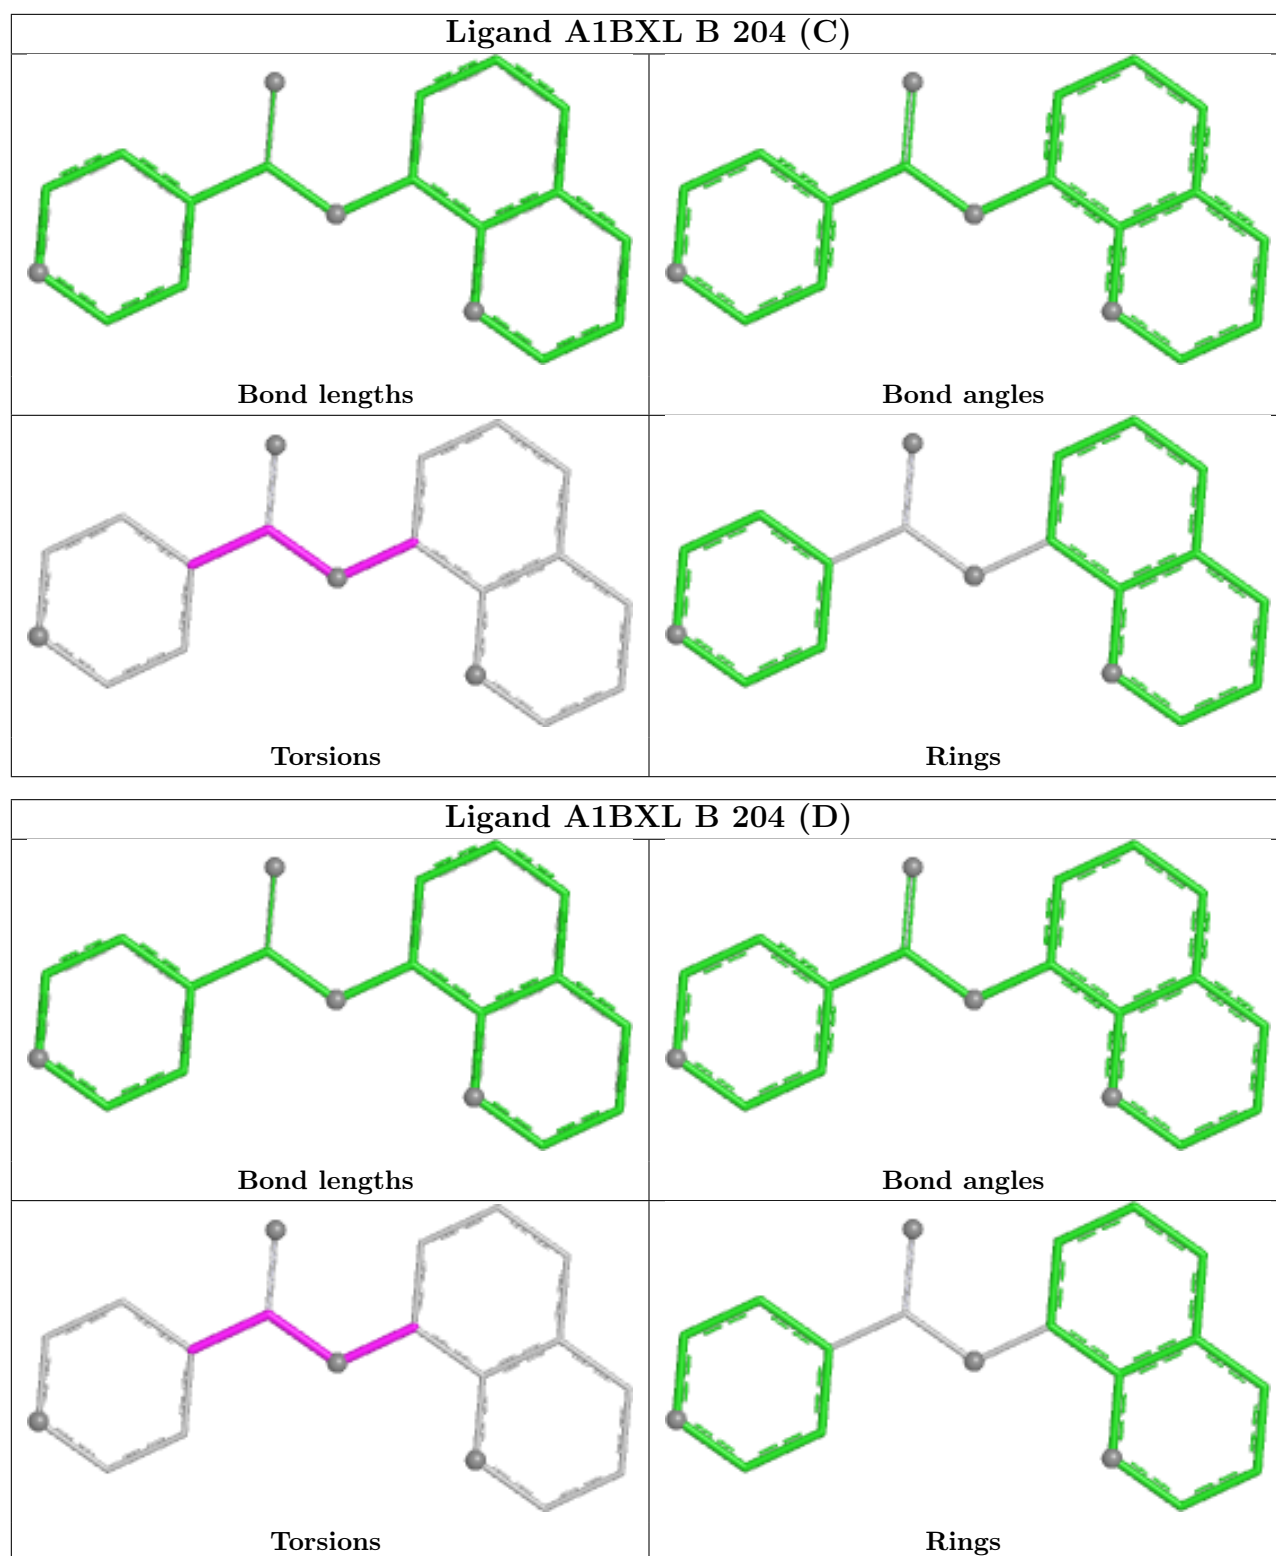 Ligand A1BXL B 204 (C)
Bond lengths
Bond angles
Torsions
Rings
Ligand A1BXL B 204 (D)
Bond lengths
Bond angles
Torsions
Rings